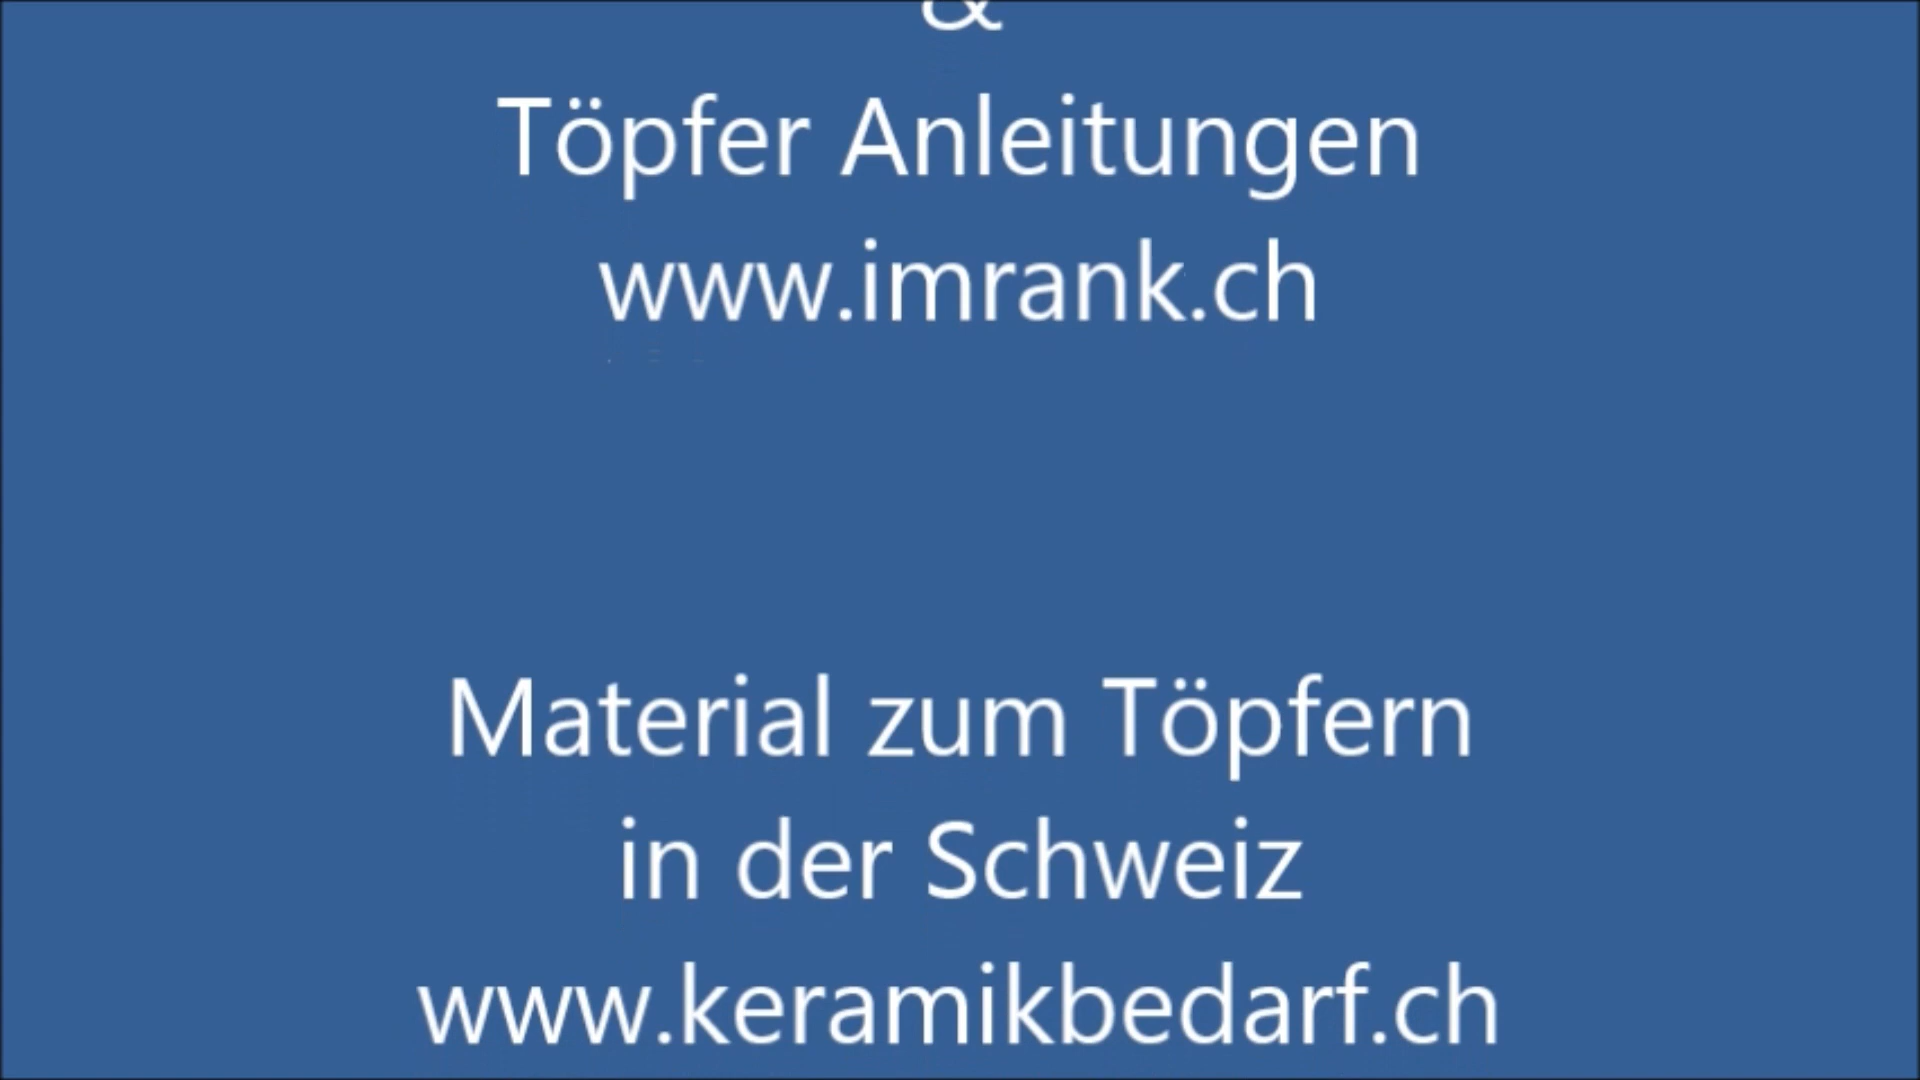 &
Töpfer Anleitungen
www.imrank.ch
Material zum Töpfern
in der Schweiz
www.keramikbedarf.ch